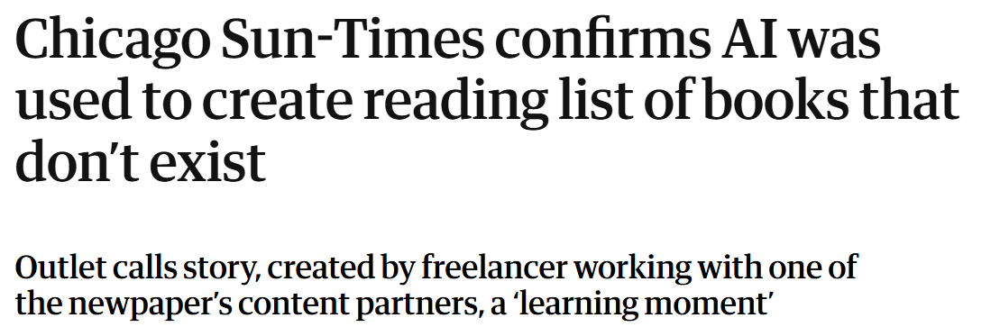 Chicago Sun-Times confirms AI was
used to create reading list of books that
don’t exist
Outlet calls story, created by freelancer working with one of
the newpaper’s content partners, a ‘learning moment’